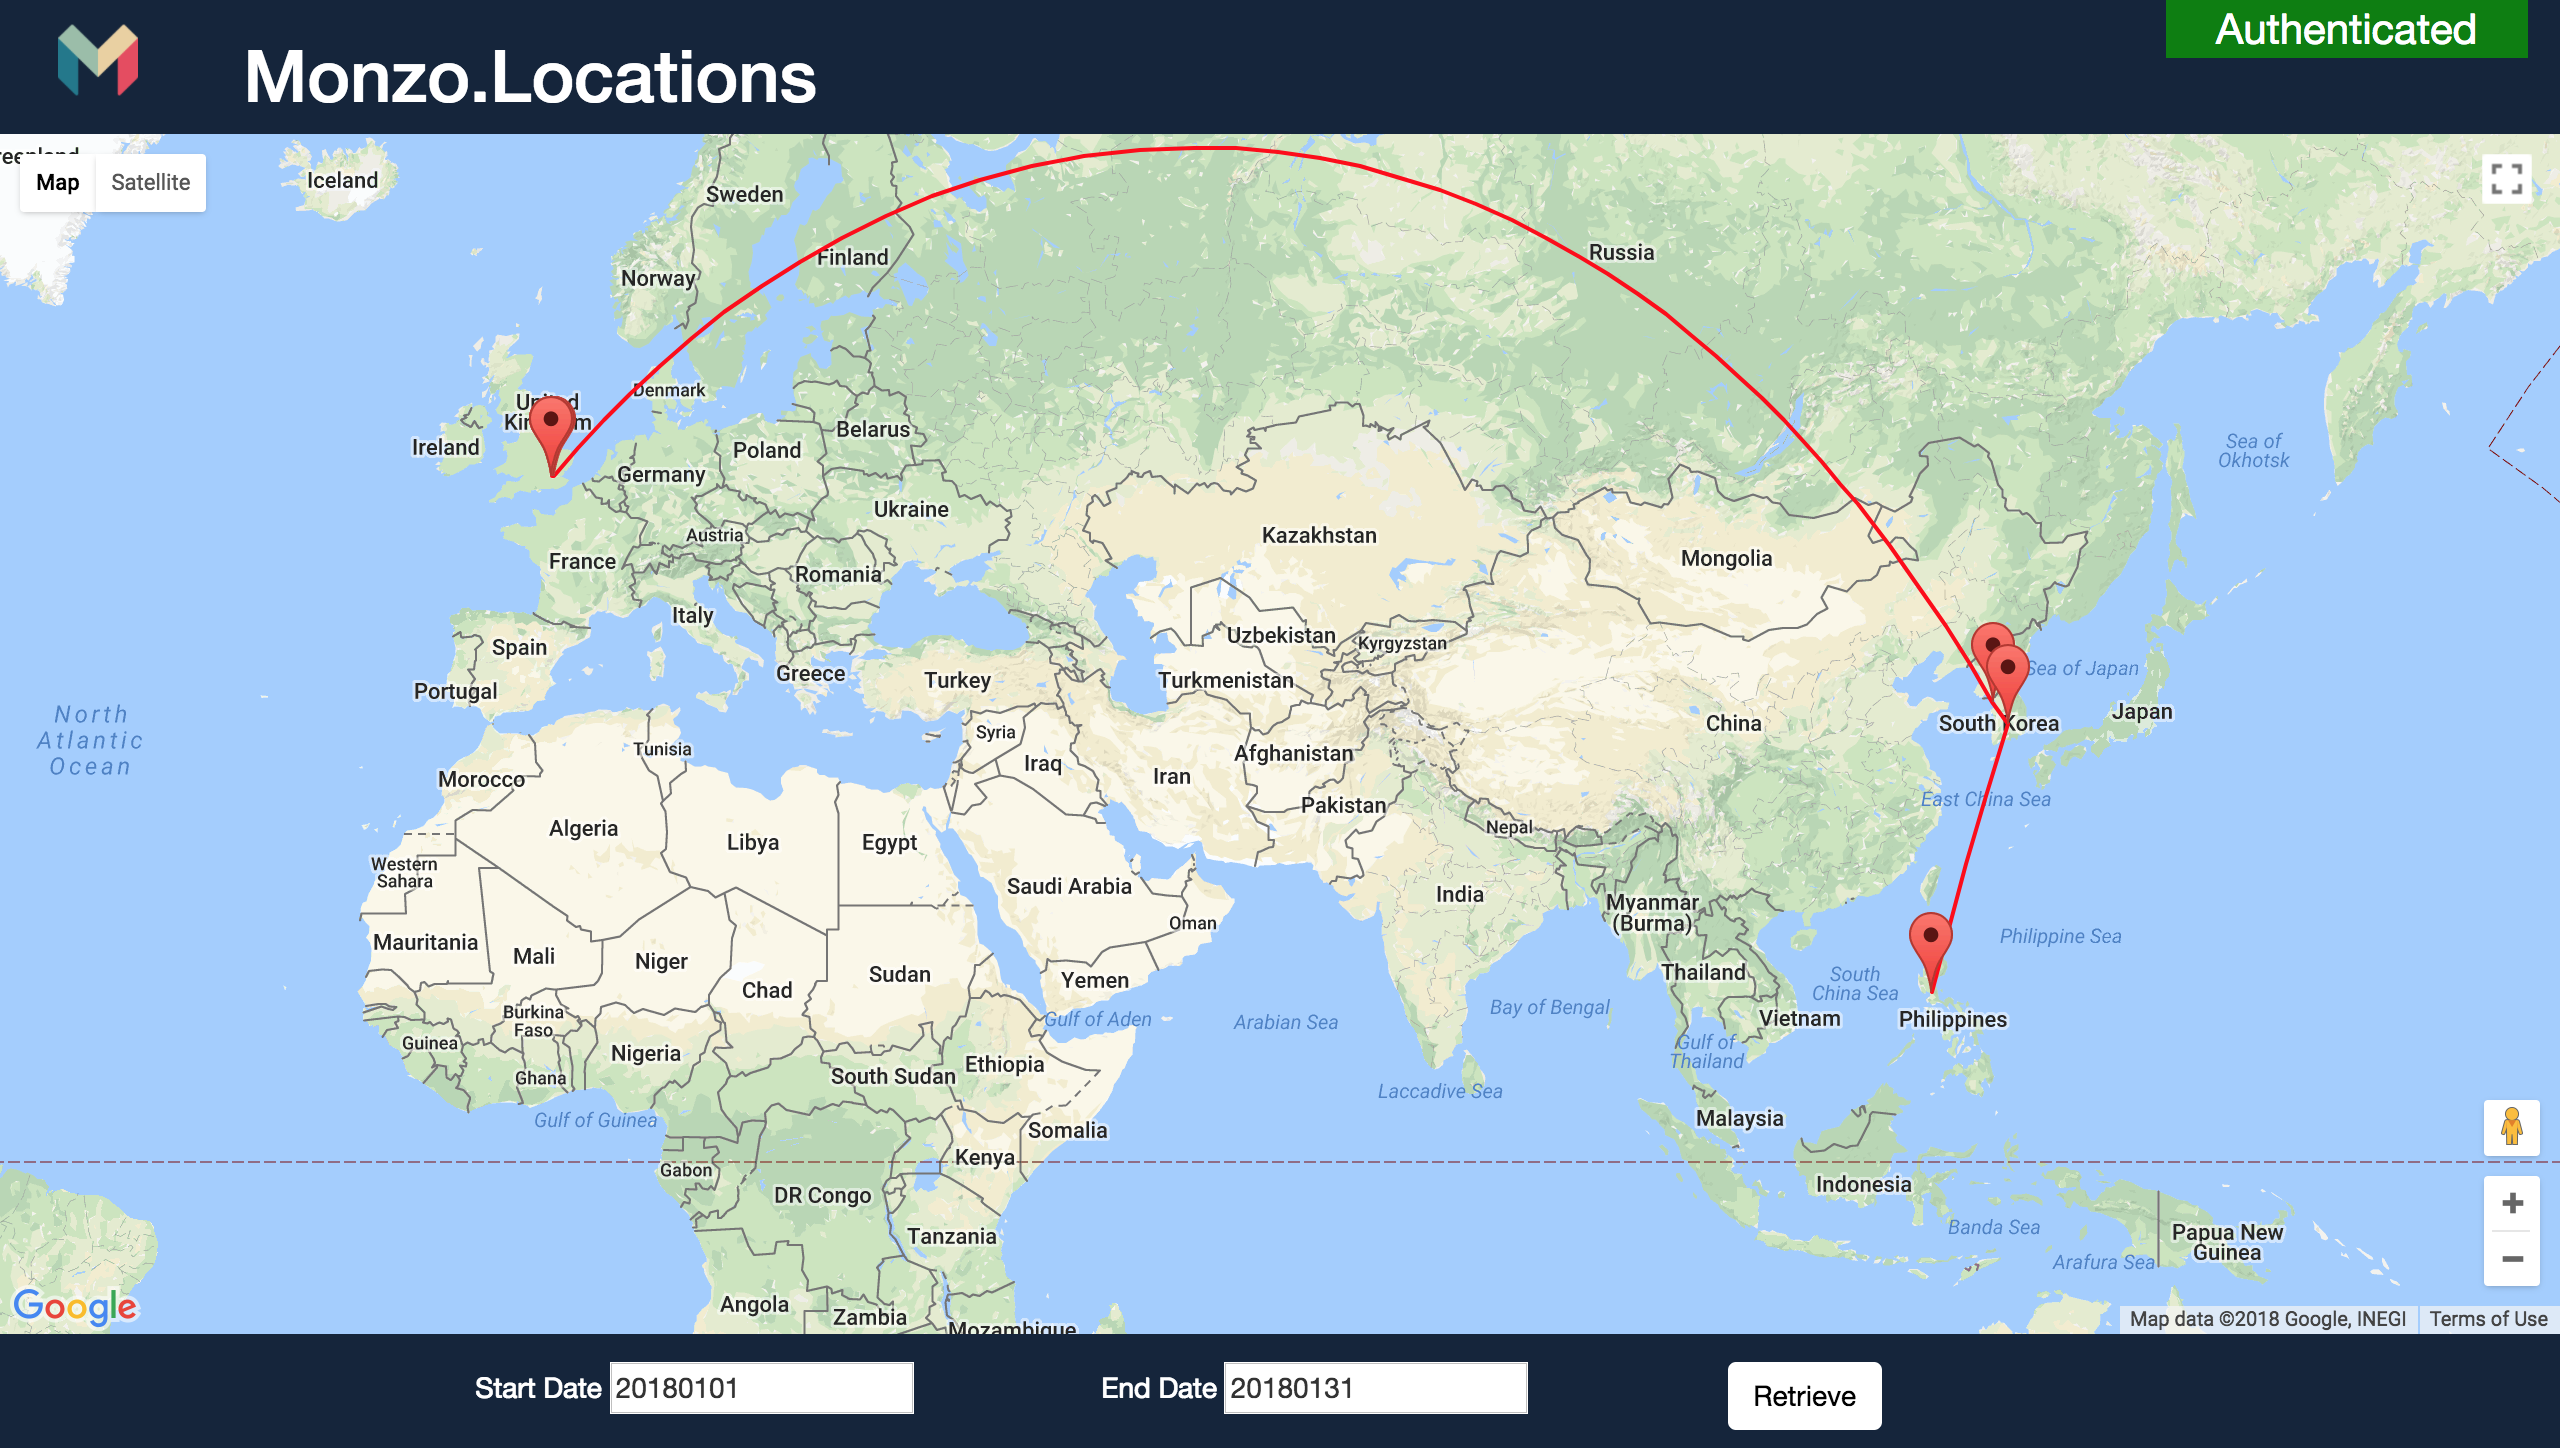 Authenticated
Monzo.Locations
Map
Satellite
Iceland
Sweden
Finland
Norway
Russia
Denmark
United
Kingdom
Ireland
Belarus
Poland
Germany
Ukraine
Austria
France
Romania
Italy
Spain
Portugal
Greece
Turkey
Kazakhstan
Mongolia
Uzbekistan
Kyrgyzstan
Turkmenistan
Sea of
Okhotsk
Sea of Japan
Japan
South Korea
China
North
Atlantic
Ocean
Syria
Tunisia
Morocco
Iraq
Iran
Afghanistan
Pakistan
Nepal
East China Sea
Algeria
Libya
Egypt
Western
Sahara
Saudi Arabia
Oman
India
Myanmar
(Burma)
Mauritania
Mali
Niger
Chad
Sudan
Yemen
Thailand
South
China Sea
Philippine Sea
Burkina
Faso
Gulf of Aden
Arabian Sea
Bay of Bengal
Vietnam
Philippines
Guinea
Nigeria
Ethiopia
Ghana
South Sudan
Gulf of
Thailand
Laccadive Sea
Gulf of Guinea
Malaysia
Somalia
Kenya
Gabon
DR Congo
Indonesia
Banda Sea
Tanzania
Papua New
Guinea
Arafura Sea
Angola
Zambia
Mozambique
Google
Map data ©2018 Google, INEGI
Terms of Use
Start Date
20180101
End Date
20180131
Retrieve